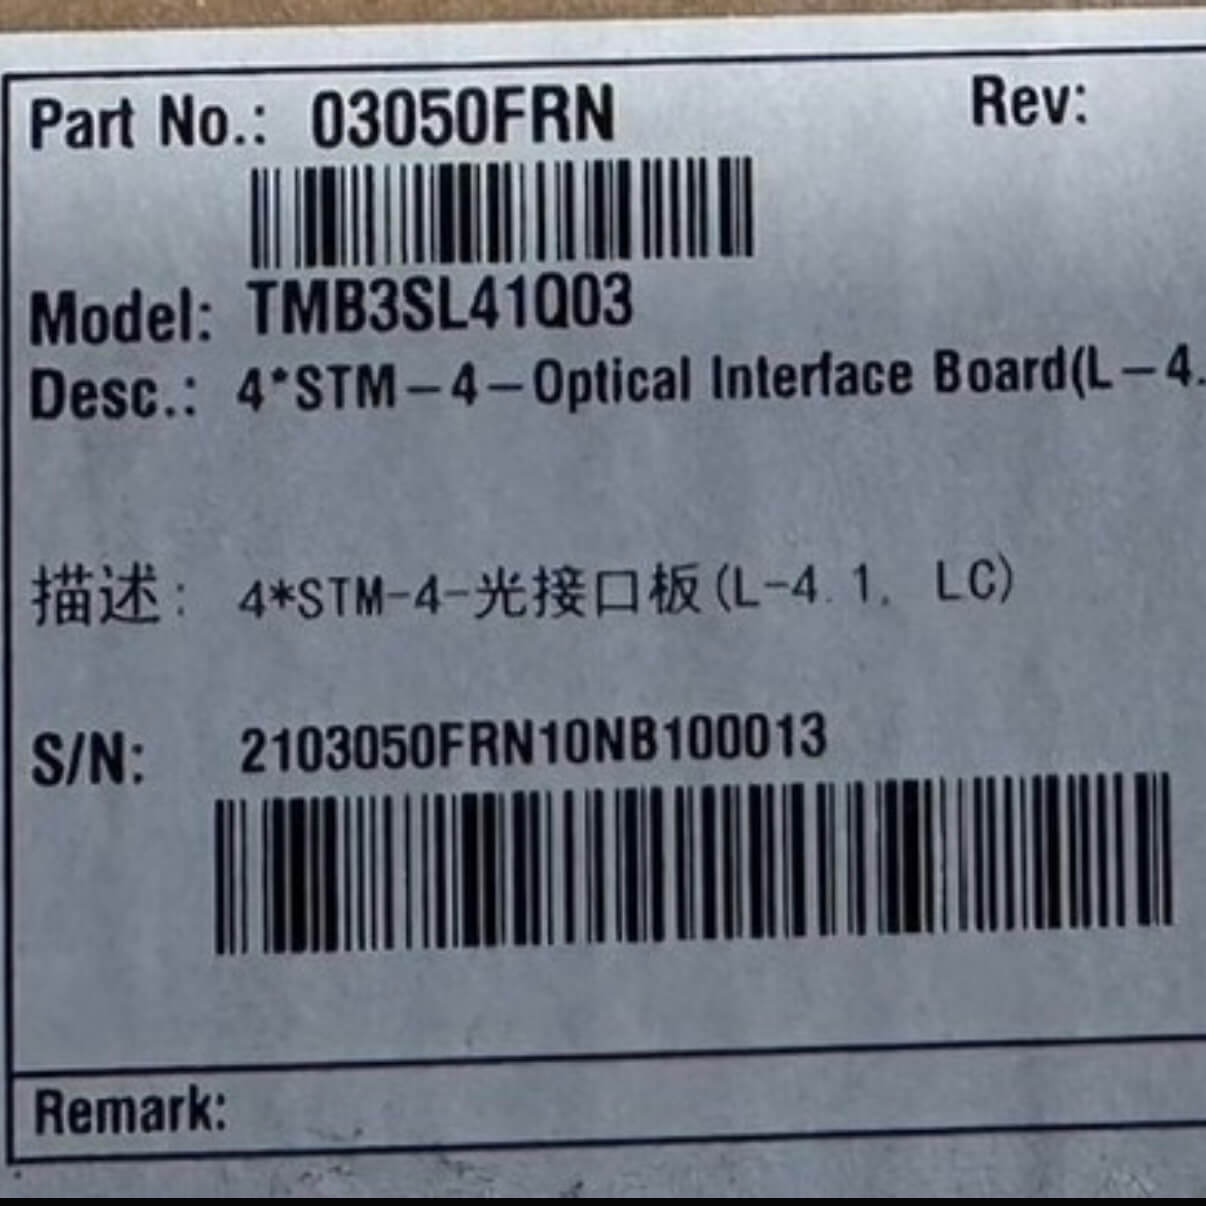 Part No.: 03050FRN Rev:
Model: TMB3SL41Q03
Desc.: 4*STM-4-Optical Interface Board(L-4.
描述: 4*STM-4-光接口板(L-4.1, LC)
S/N: 2103050FRN10NB100013
Remark: